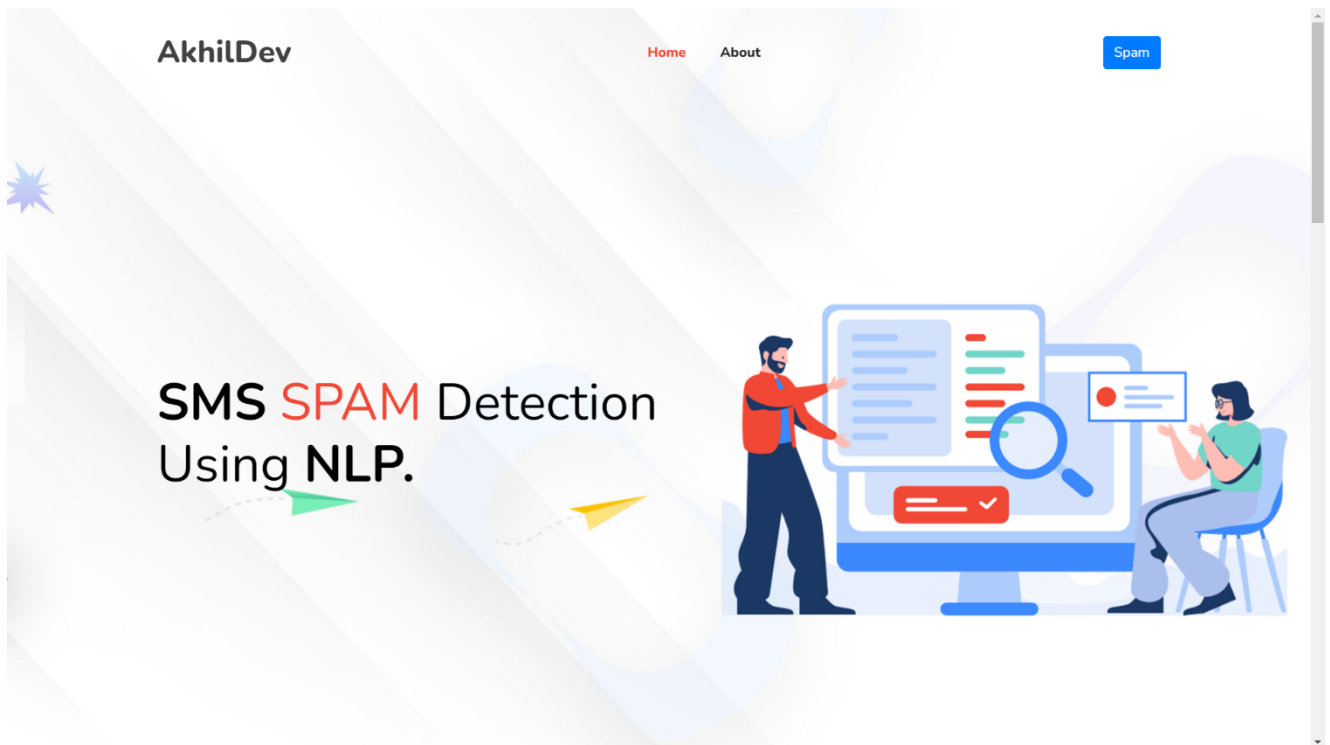 AkhilDev
Home
About
Spam
SMS SPAM Detection
Using NLP.